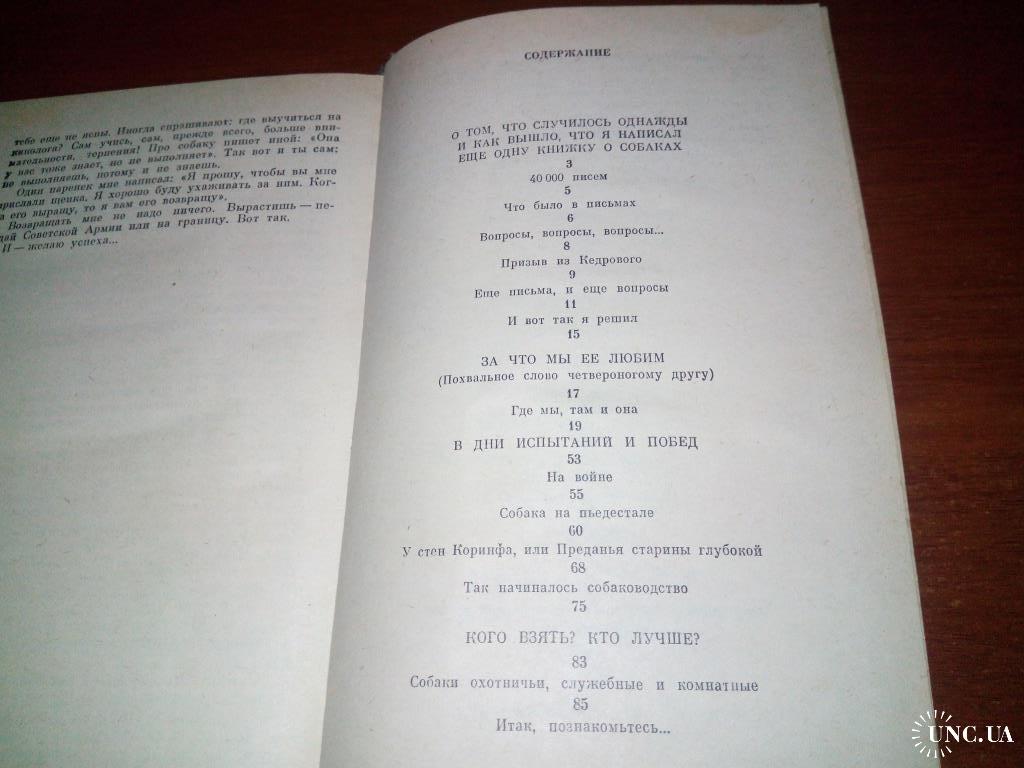 тебе еще не ясны. Иногда спрашивают: где выучиться на
кинолога? Сам учись, сам, прежде всего, больше вни-
мательности, терпения! Про собаку пишет иной: «Она
у вас тоже знает, но не выполняет». Так вот и ты сам:
не выполняешь, потому и не знаешь.
Один паренек мне написал: «Я прошу, чтобы вы мне
прислали щенка. Я хорошо буду ухаживать за ним. Ког-
а его выращу, то я вам его возвращу».
Возвращать мне не надо ничего. Вырастишь — пе-
дай Советской Армии или на границу. Вот так.
И — желаю успеха...
СОДЕРЖАНИЕ
О ТОМ, ЧТО СЛУЧИЛОСЬ ОДНАЖДЫ
И КАК ВЫШЛО, ЧТО Я НАПИСАЛ
ЕЩЕ ОДНУ КНИЖКУ О СОБАКАХ
3
40 000 писем
5
Что было в письмах
6
Вопросы, вопросы, вопросы...
8
Призыв из Кедрового
9
Еще письма, и еще вопросы
11
И вот так я решил
15
ЗА ЧТО МЫ ЕЕ ЛЮБИМ
(Похвальное слово четвероногому другу)
17
Где мы, там и она
19
В ДНИ ИСПЫТАНИЙ И ПОБЕД
53
На войне
55
Собака на пьедестале
60
У стен Коринфа, или Преданья старины глубокой
68
Так начиналось собаководство
75
КОГО ВЗЯТЬ? КТО ЛУЧШЕ?
83
Собаки охотничьи, служебные и комнатные
85
Итак, познакомьтесь...
UNC.UA